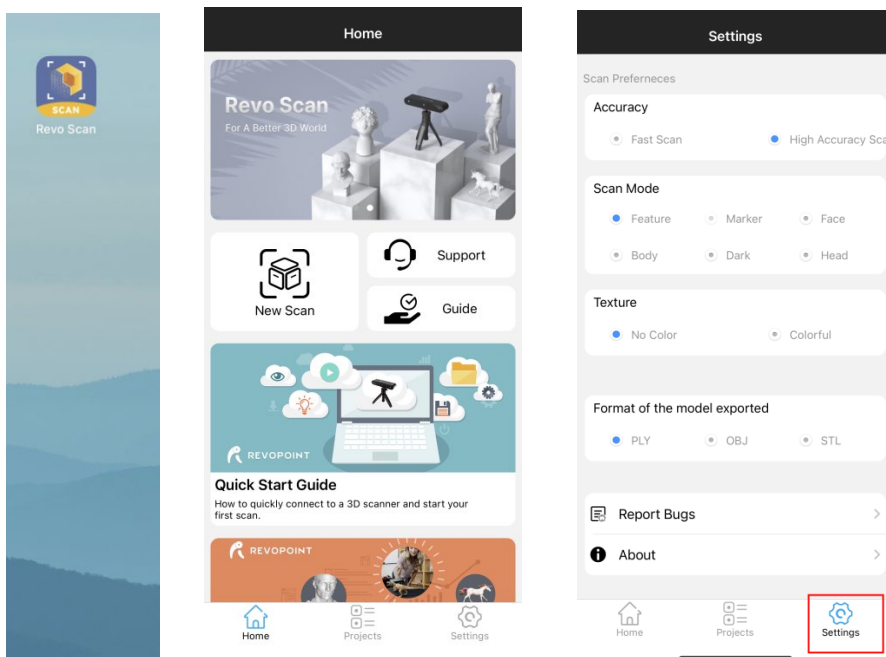 SCAN
Revo Scan
Home
Revo Scan
For A Better 3D World
New Scan
Support
Guide
REVOPOINT
Quick Start Guide
How to quickly connect to a 3D scanner and start your
first scan.
REVOPOINT
Home Projects Settings
Settings
Scan Preferneces
Accuracy
Fast Scan High Accuracy Sca
Scan Mode
Feature Marker Face
Body Dark Head
Texture
No Color Colorful
Format of the model exported
PLY OBJ STL
Report Bugs
About
Home Projects Settings